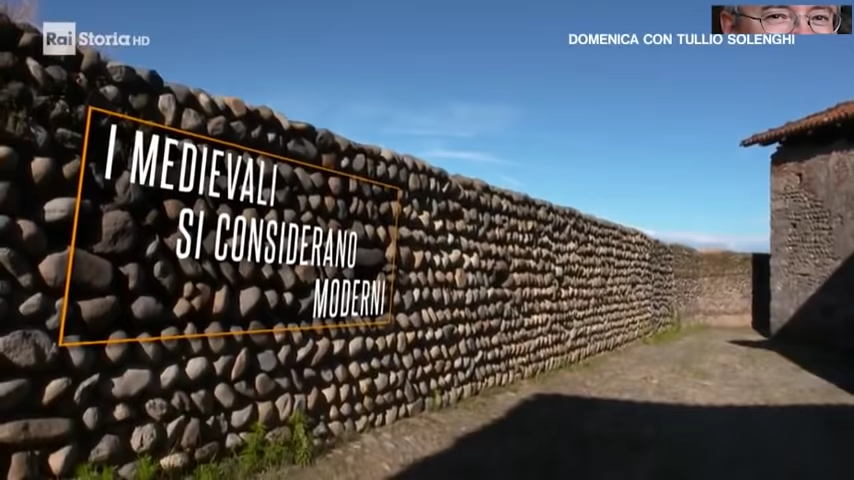 Rai Storia HD
DOMENICA CON TULLIO SOLENGHI
I MEDIEVALI
SI CONSIDERANO
MODERNI